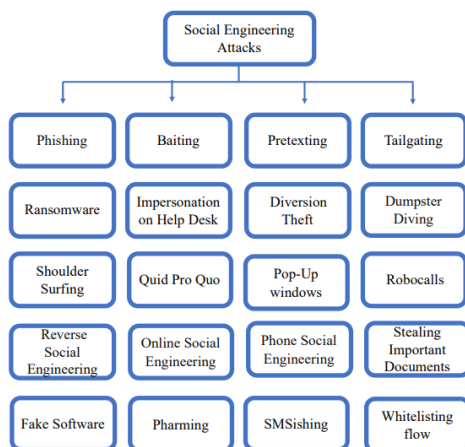 Social Engineering
Attacks
Phishing
Baiting
Pretexting
Tailgating
Ransomware
Impersonation
on Help Desk
Diversion
Theft
Dumpster
Diving
Shoulder
Surfing
Quid Pro Quo
Pop-Up
windows
Robocalls
Reverse
Social
Engineering
Online Social
Engineering
Phone Social
Engineering
Stealing
Important
Documents
Fake Software
Pharming
SMSishing
Whitelisting
flow